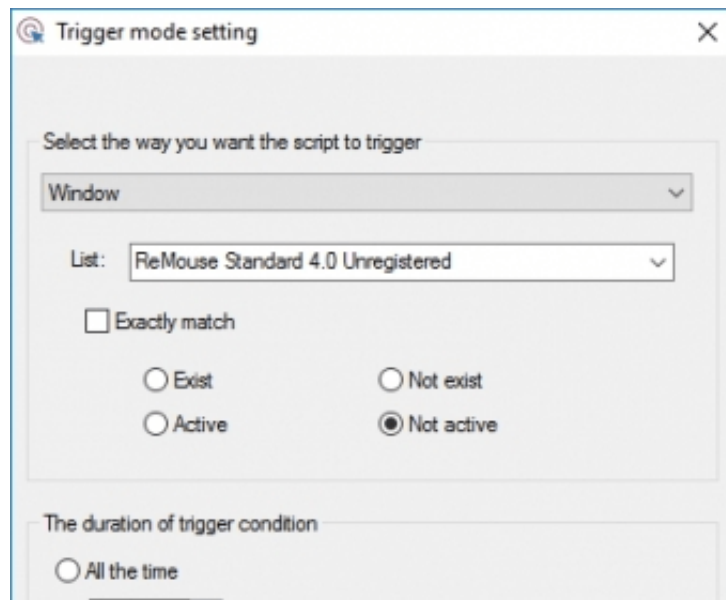 Trigger mode setting
Select the way you want the script to trigger
Window
List: ReMouse Standard 4.0 Unregistered
Exactly match
Exist Not exist
Active Not active
The duration of trigger condition
All the time